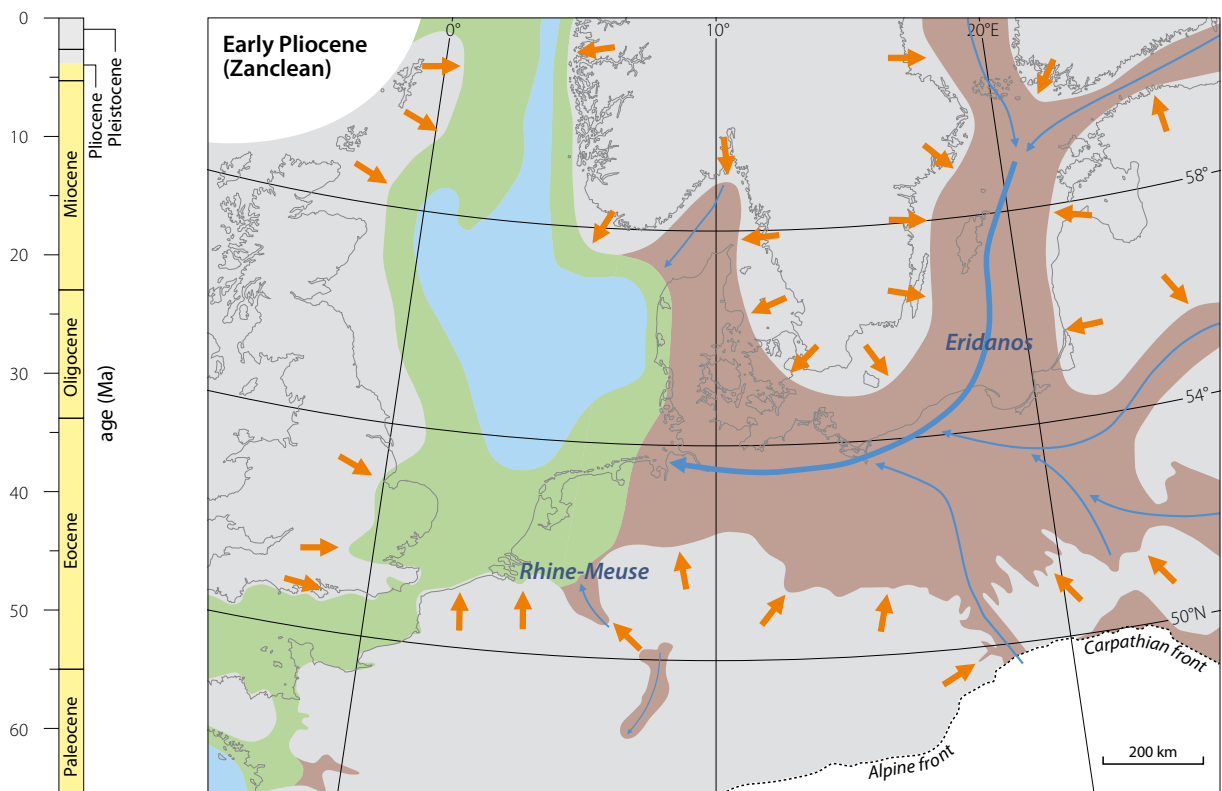 0
10
20
30
40
50
60
age (Ma)
Pleistocene
Pliocene
Miocene
Oligocene
Eocene
Paleocene
Early Pliocene
(Zanclean)
0°
10°
20°E
58°
54°
50°N
Eridanos
Rhine-Meuse
Carpathian front
Alpine front
200 km